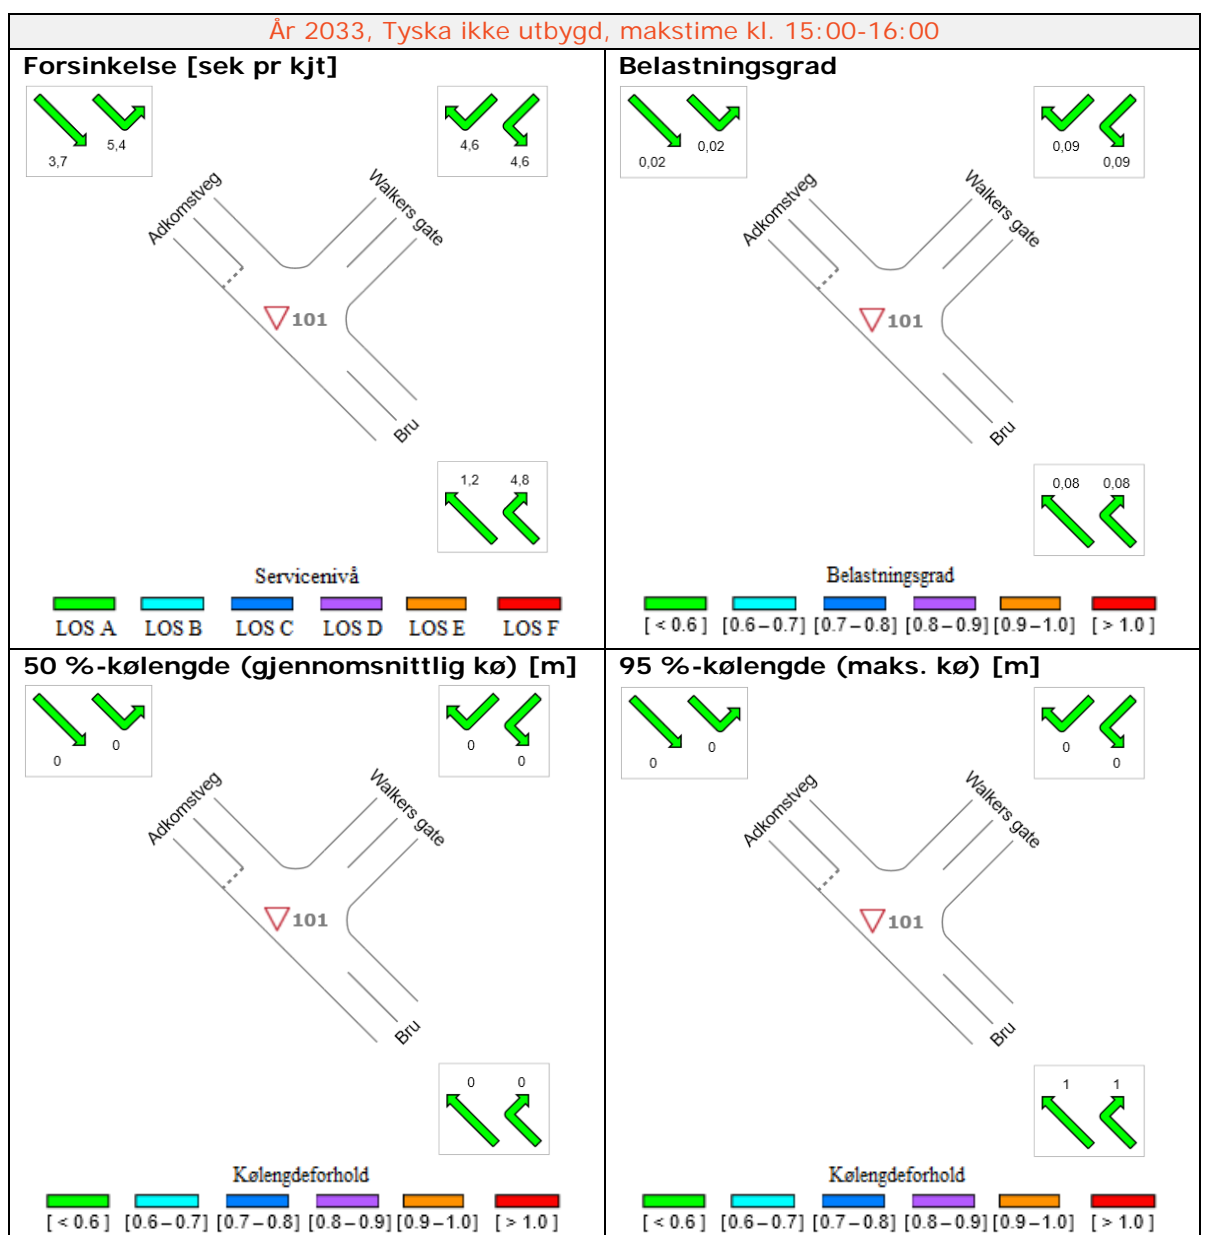 År 2033, Tyska ikke utbygd, makstime kl. 15:00-16:00
Forsinkelse [sek pr kjt]
3,7
5,4
4,6
4,6
Adkomstveg
Walkers gate
101
Bru
1,2
4,8
Servicenivå
LOS A
LOS B
LOS C
LOS D
LOS E
LOS F
Belastningsgrad
0,02
0,02
0,09
0,09
Adkomstveg
Walkers gate
101
Bru
0,08
0,08
Belastningsgrad
[ < 0.6 ]
[0.6 – 0.7]
[0.7 – 0.8]
[0.8 – 0.9]
[0.9 – 1.0]
[ > 1.0 ]
50 %-kølengde (gjennomsnittlig kø) [m]
0
0
0
0
Adkomstveg
Walkers gate
101
Bru
0
0
Kølengdeforhold
[ < 0.6 ]
[0.6 – 0.7]
[0.7 – 0.8]
[0.8 – 0.9]
[0.9 – 1.0]
[ > 1.0 ]
95 %-kølengde (maks. kø) [m]
0
0
0
0
Adkomstveg
Walkers gate
101
Bru
1
1
Kølengdeforhold
[ < 0.6 ]
[0.6 – 0.7]
[0.7 – 0.8]
[0.8 – 0.9]
[0.9 – 1.0]
[ > 1.0 ]